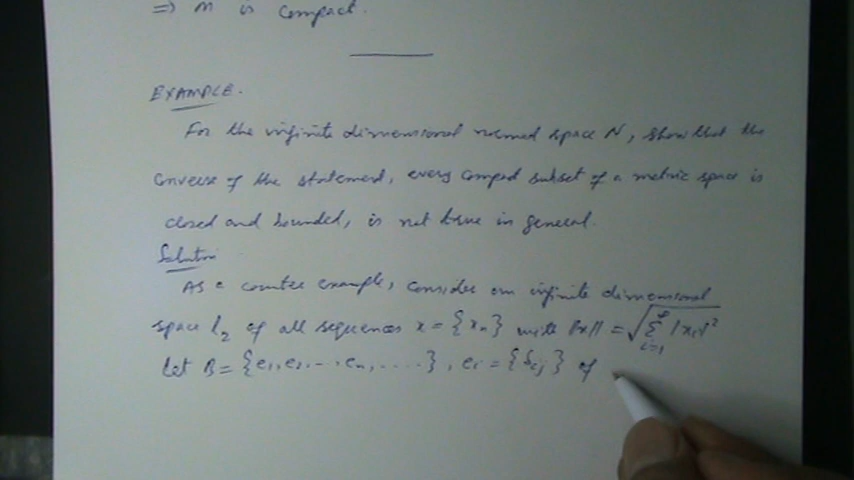 => M is compact.
EXAMPLE.
For the infinite dimensional normed space N, show that the
converse of the statement, every compact subset of a metric space is
closed and bounded, is not true in general.
Solution
As a counter example, consider an infinite dimensional
space l₂ of all sequences x = {xₙ} with ||x|| = √(∑_{i=1}^{∞} |xᵢ|²)
Let B = {e₁, e₂, ... eₙ, .....}, eᵢ = {δᵢⱼ} of